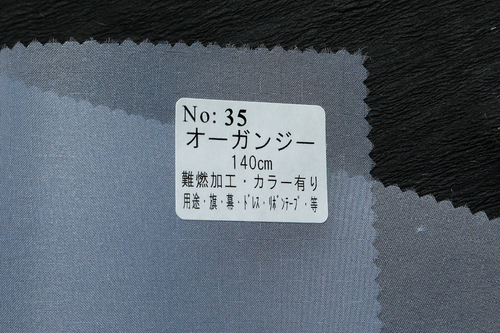 No: 35
オーガンジー
140cm
難燃加工・カラー有り
用途・旗・幕・ﾄﾞﾚｽ・ﾘﾎﾞﾝﾃｰﾌﾟ・等